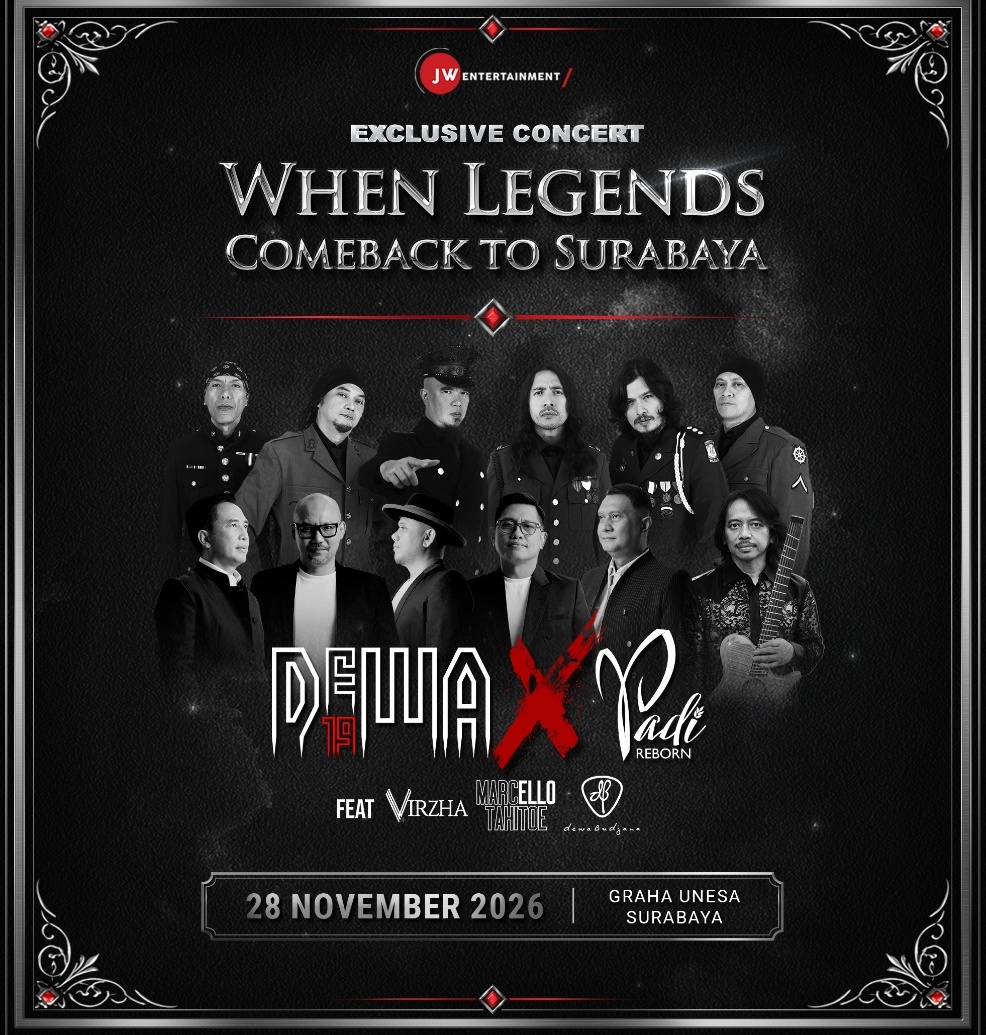 JW ENTERTAINMENT
EXCLUSIVE CONCERT
WHEN LEGENDS
COMEBACK TO SURABAYA
DEWA 19 X Padi
REBORN
FEAT VIRZHA MARCELLO TAHITOE dewaBudjana
28 NOVEMBER 2026
GRAHA UNESA
SURABAYA